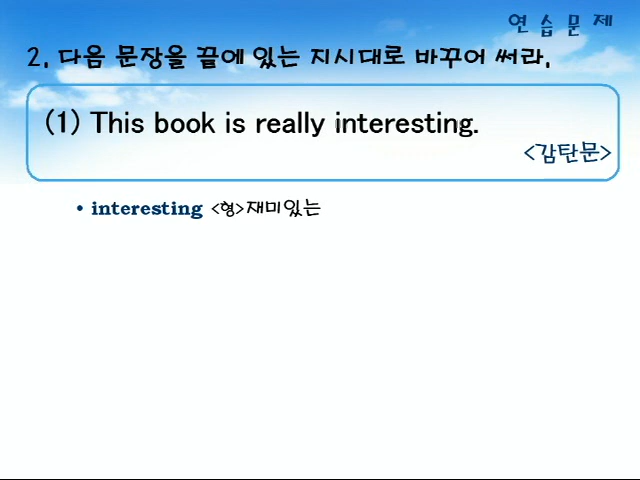 연 습 문 제
2. 다음 문장을 끝에 있는 지시대로 바꾸어 써라.
(1) This book is really interesting.
<감탄문>
• interesting <형>재미있는